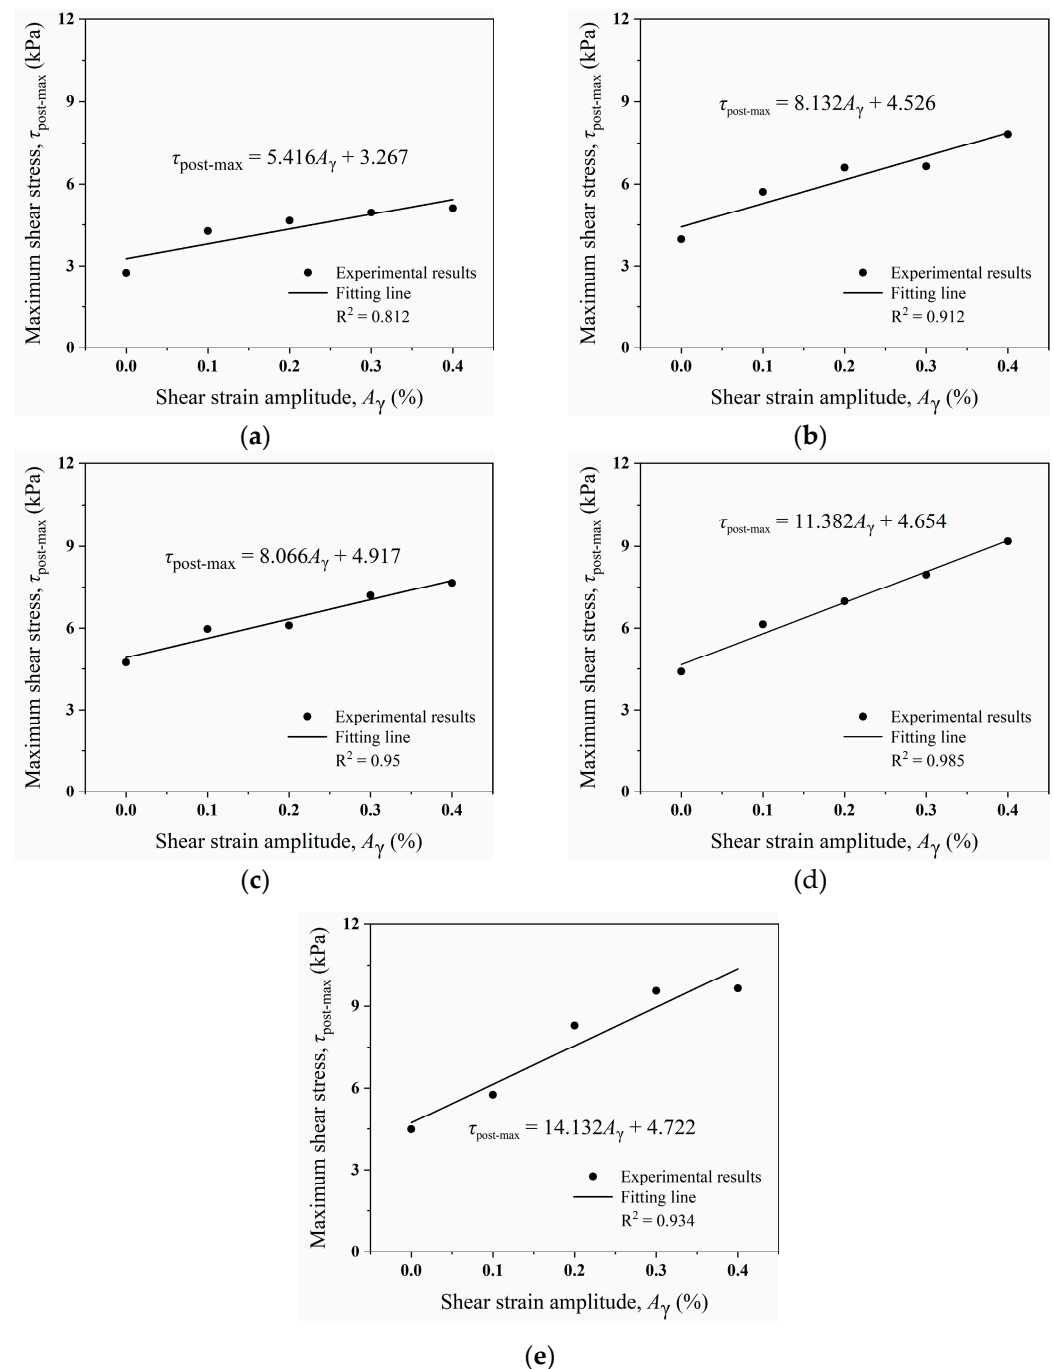 12
9
6
3
0
Maximum shear stress, τpost-max (kPa)
τpost-max = 5.416Aγ + 3.267
Experimental results
Fitting line
R² = 0.812
0.0 0.1 0.2 0.3 0.4
Shear strain amplitude, Aγ (%)
(a)
12
9
6
3
0
Maximum shear stress, τpost-max (kPa)
τpost-max = 8.132Aγ + 4.526
Experimental results
Fitting line
R² = 0.912
0.0 0.1 0.2 0.3 0.4
Shear strain amplitude, Aγ (%)
(b)
12
9
6
3
0
Maximum shear stress, τpost-max (kPa)
τpost-max = 8.066Aγ + 4.917
Experimental results
Fitting line
R² = 0.95
0.0 0.1 0.2 0.3 0.4
Shear strain amplitude, Aγ (%)
(c)
12
9
6
3
0
Maximum shear stress, τpost-max (kPa)
τpost-max = 11.382Aγ + 4.654
Experimental results
Fitting line
R² = 0.985
0.0 0.1 0.2 0.3 0.4
Shear strain amplitude, Aγ (%)
(d)
12
9
6
3
0
Maximum shear stress, τpost-max (kPa)
τpost-max = 14.132Aγ + 4.722
Experimental results
Fitting line
R² = 0.934
0.0 0.1 0.2 0.3 0.4
Shear strain amplitude, Aγ (%)
(e)